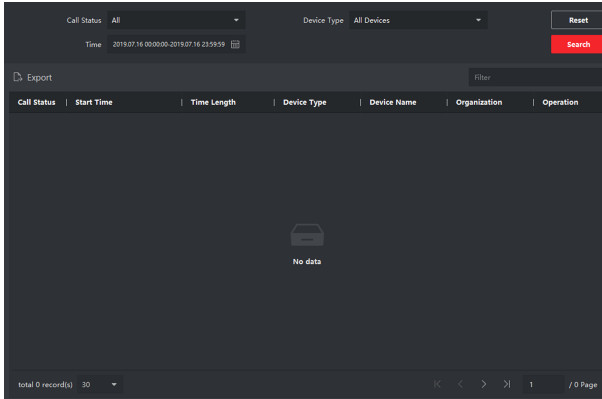 Call Status All Device Type All Devices Reset
Time 2019.07.16 00:00:00-2019.07.16 23:59:59 Search
Export Filter
Call Status | Start Time | Time Length | Device Type | Device Name | Organization | Operation
No data
total 0 record(s) 30 1 / 0 Page